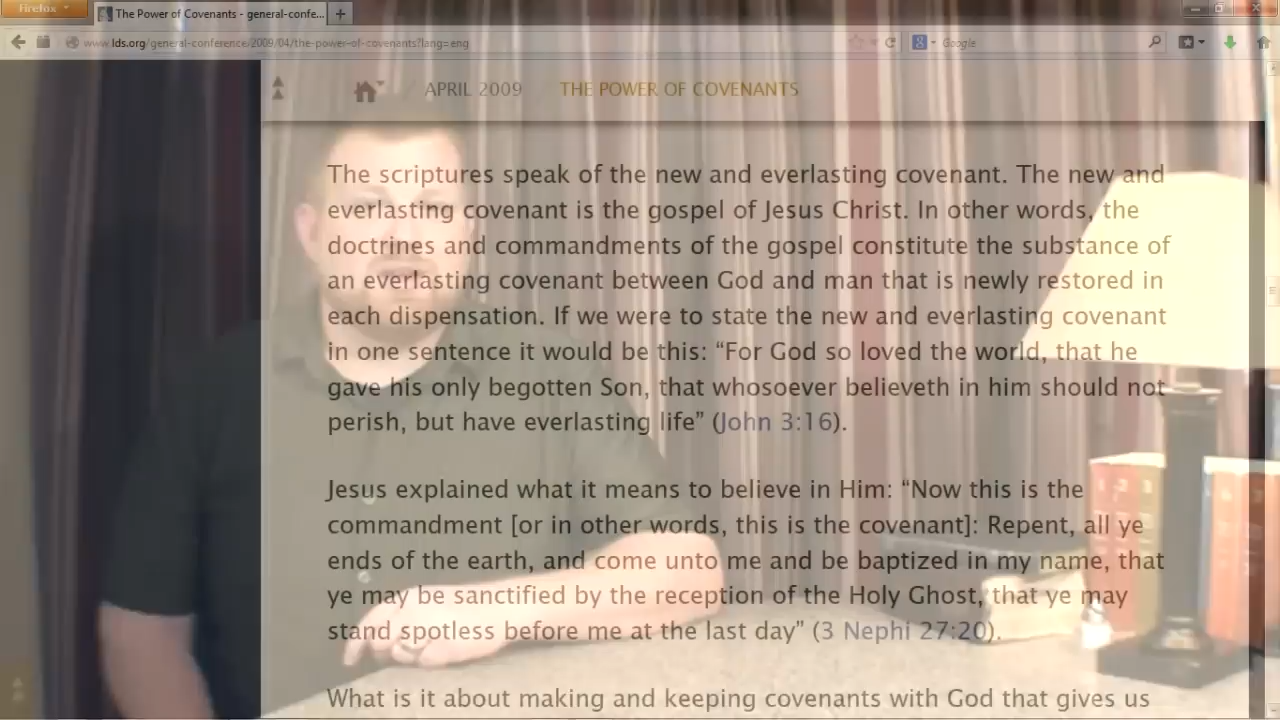 Firefox
The Power of Covenants - general-confe...
www.lds.org/general-conference/2009/04/the-power-of-covenants?lang=eng
Google
APRIL 2009 / THE POWER OF COVENANTS
The scriptures speak of the new and everlasting covenant. The new and
everlasting covenant is the gospel of Jesus Christ. In other words, the
doctrines and commandments of the gospel constitute the substance of
an everlasting covenant between God and man that is newly restored in
each dispensation. If we were to state the new and everlasting covenant
in one sentence it would be this: “For God so loved the world, that he
gave his only begotten Son, that whosoever believeth in him should not
perish, but have everlasting life” (John 3:16).
Jesus explained what it means to believe in Him: “Now this is the
commandment [or in other words, this is the covenant]: Repent, all ye
ends of the earth, and come unto me and be baptized in my name, that
ye may be sanctified by the reception of the Holy Ghost, that ye may
stand spotless before me at the last day” (3 Nephi 27:20).
What is it about making and keeping covenants with God that gives us